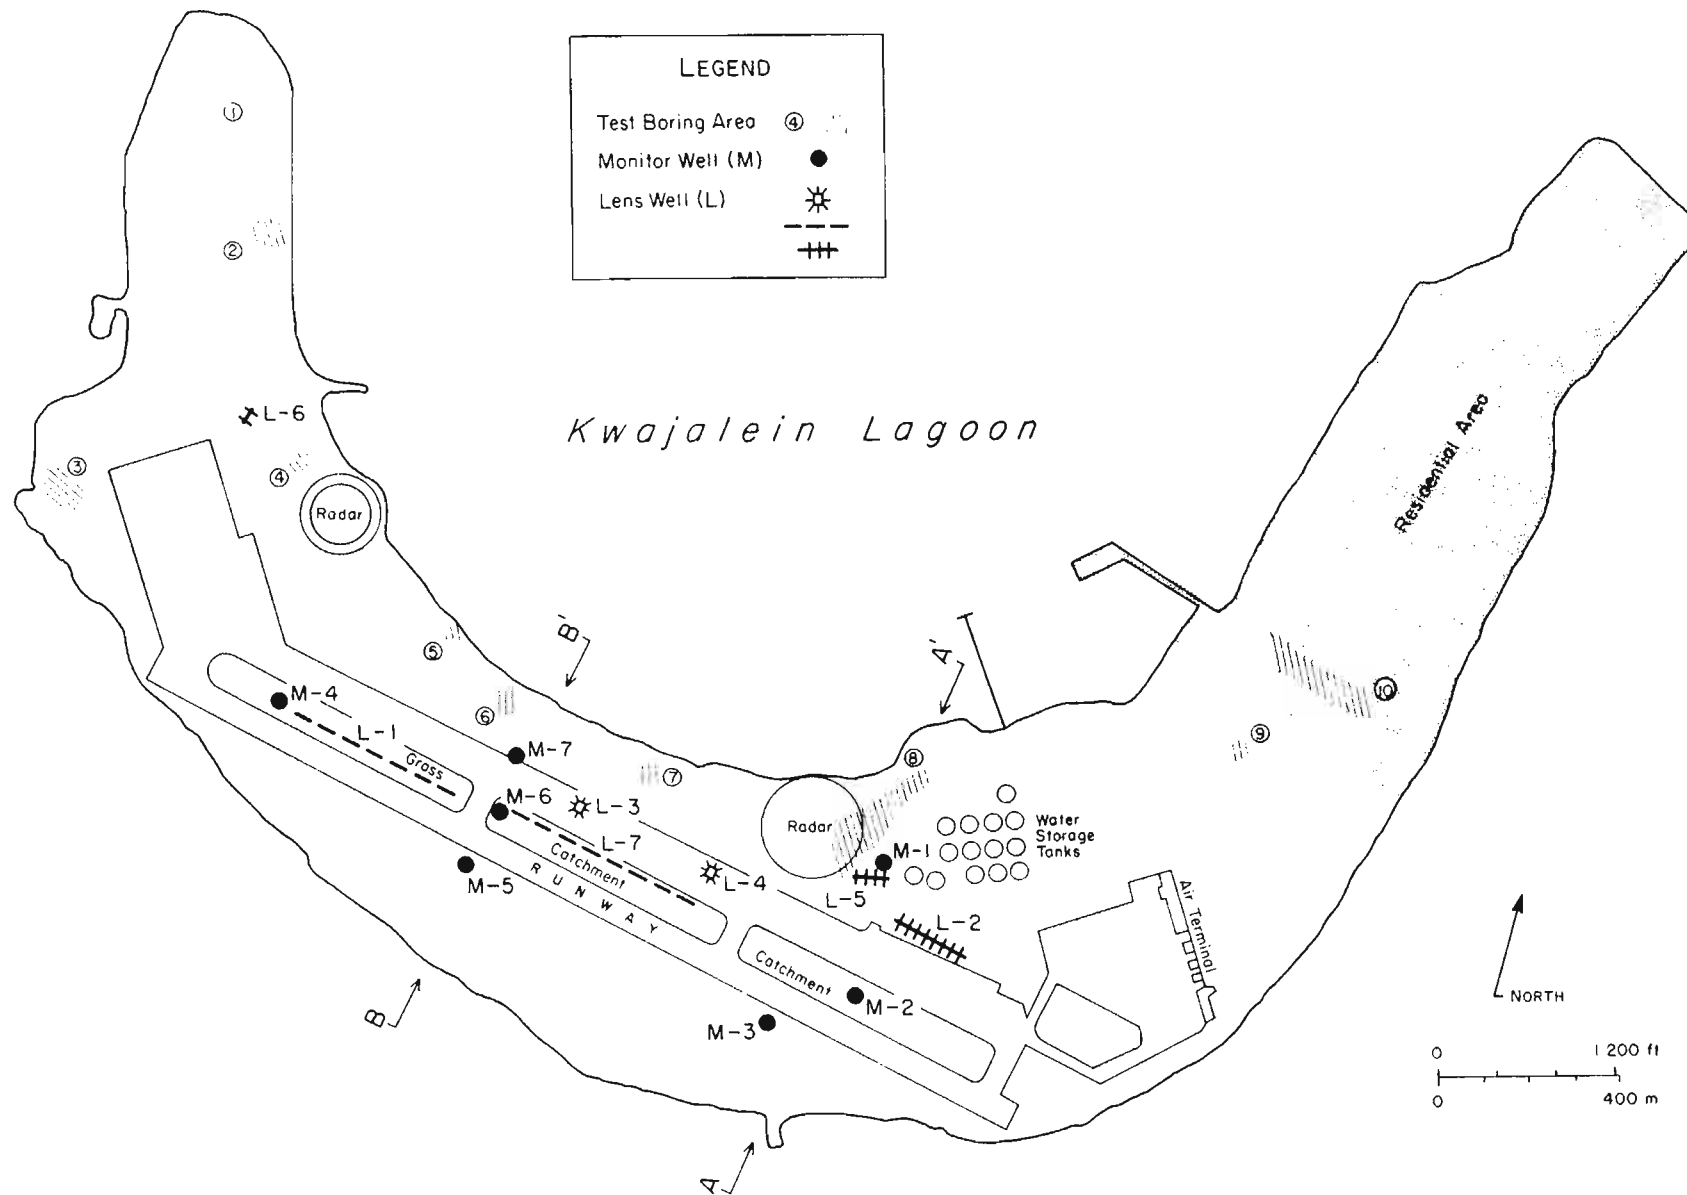 LEGEND
Test Boring Area ④
Monitor Well (M)
Lens Well (L)
①
②
③
④
L-6
Radar
Kwajalein Lagoon
Residential Area
⑤
⑥
⑦
⑧
⑨
⑩
B'
A'
M-4
L-1
Grass
M-7
M-6
L-3
L-7
Catchment
RUNWAY
M-5
L-4
Radar
M-1
L-5
L-2
Water
Storage
Tanks
Air Terminal
Catchment
M-2
M-3
B
A
NORTH
0 1 200 ft
0 400 m